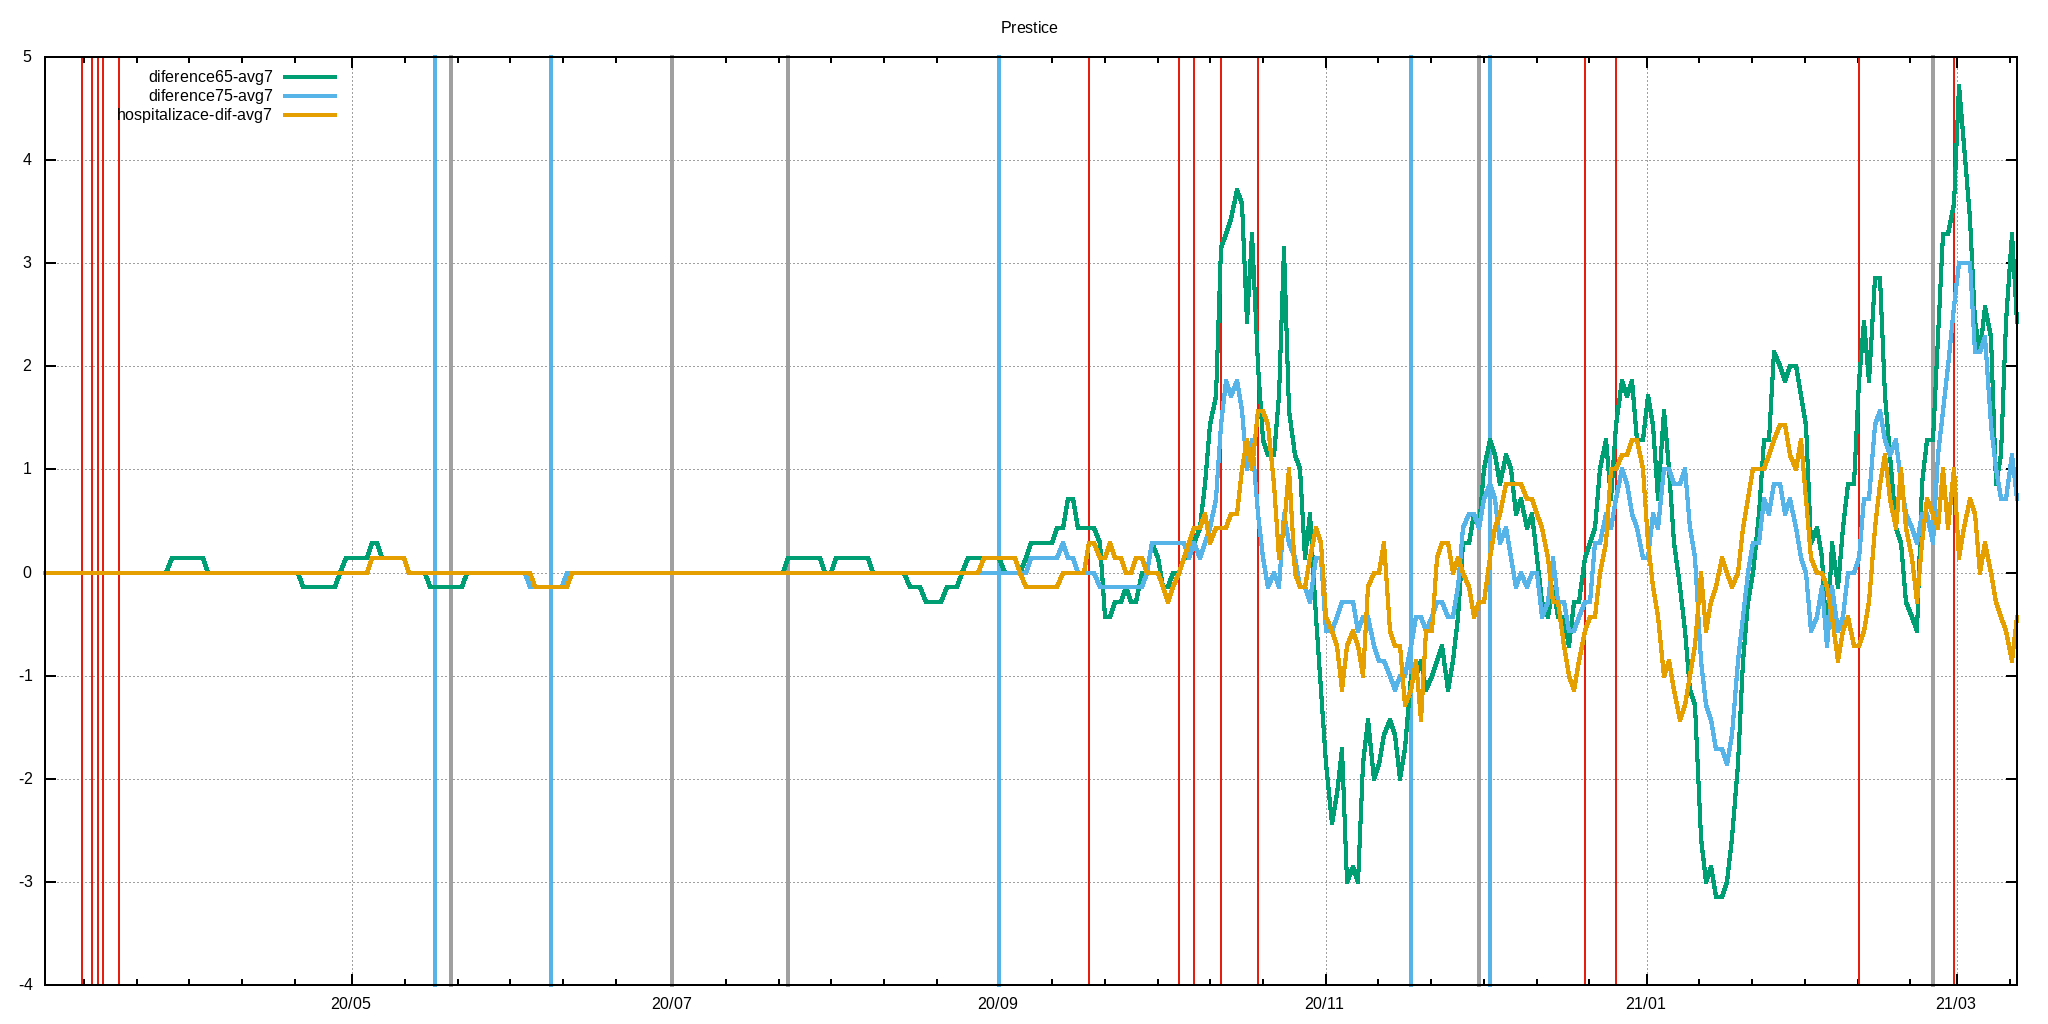 Prestice
5
diference65-avg7
diference75-avg7
hospitalizace-dif-avg7
4
3
2
1
0
-1
-2
-3
-4
20/05 20/07 20/09 20/11 21/01 21/03